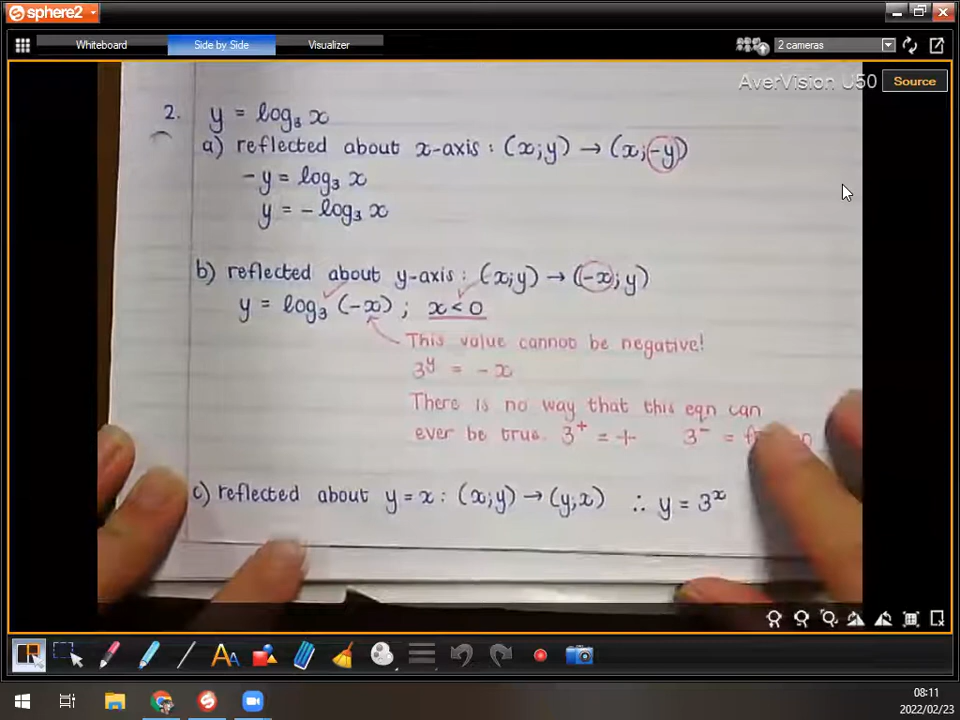 sphere2
Whiteboard
Side by Side
Visualizer
2 cameras
AverVision U50
Source
2. y = log₃ x
a) reflected about x-axis : (x;y) → (x;-y)
-y = log₃ x
y = - log₃ x
b) reflected about y-axis : (x;y) → (-x;y)
y = log₃ (-x) ; x < 0
This value cannot be negative!
3^y = -x
There is no way that this eqn can
ever be true. 3⁺ = + 3⁻ =
c) reflected about y = x : (x;y) → (y;x) ∴ y = 3^x
08:11
2022/02/23